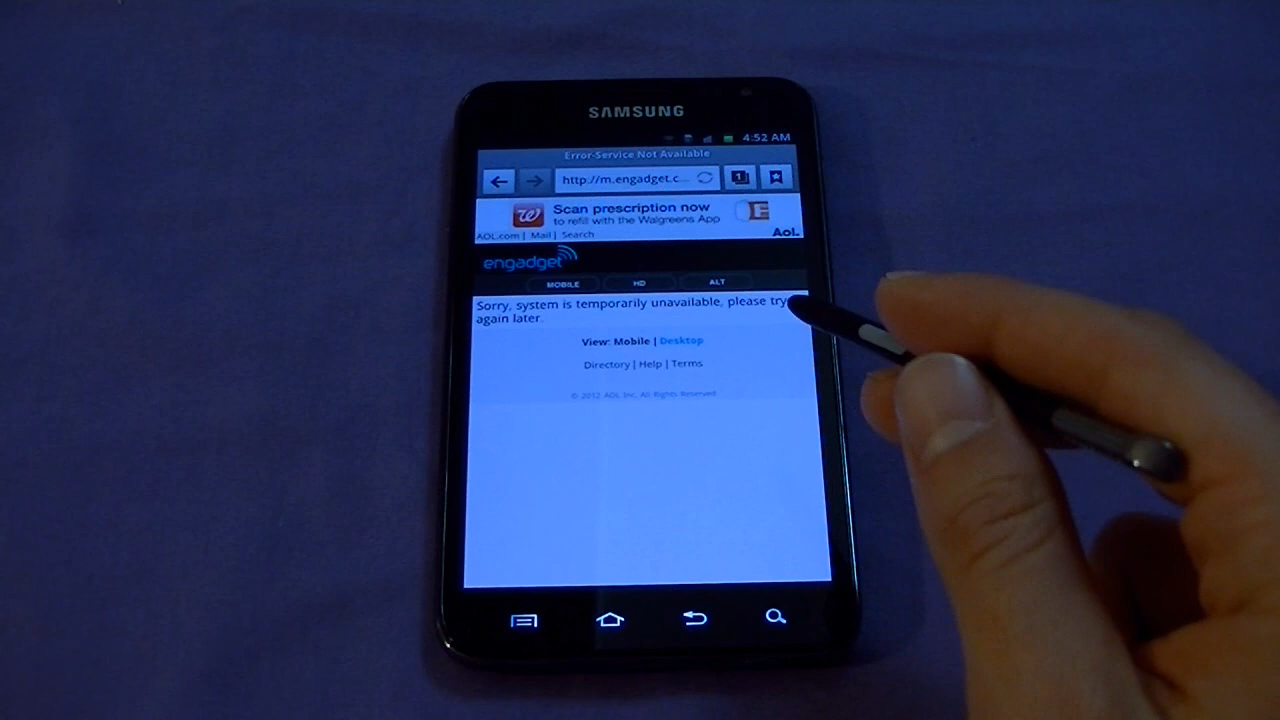 SAMSUNG
4:52 AM
Error-Service Not Available
1
http://m.engadget.c...
Scan prescription now
to refill with the Walgreens App
E
AOL.com | Mail | Search
Aol.
engadget
MOBILE HD ALT
Sorry, system is temporarily unavailable, please try
again later.
View: Mobile | Desktop
Directory | Help | Terms
© 2012 AOL Inc. All Rights Reserved